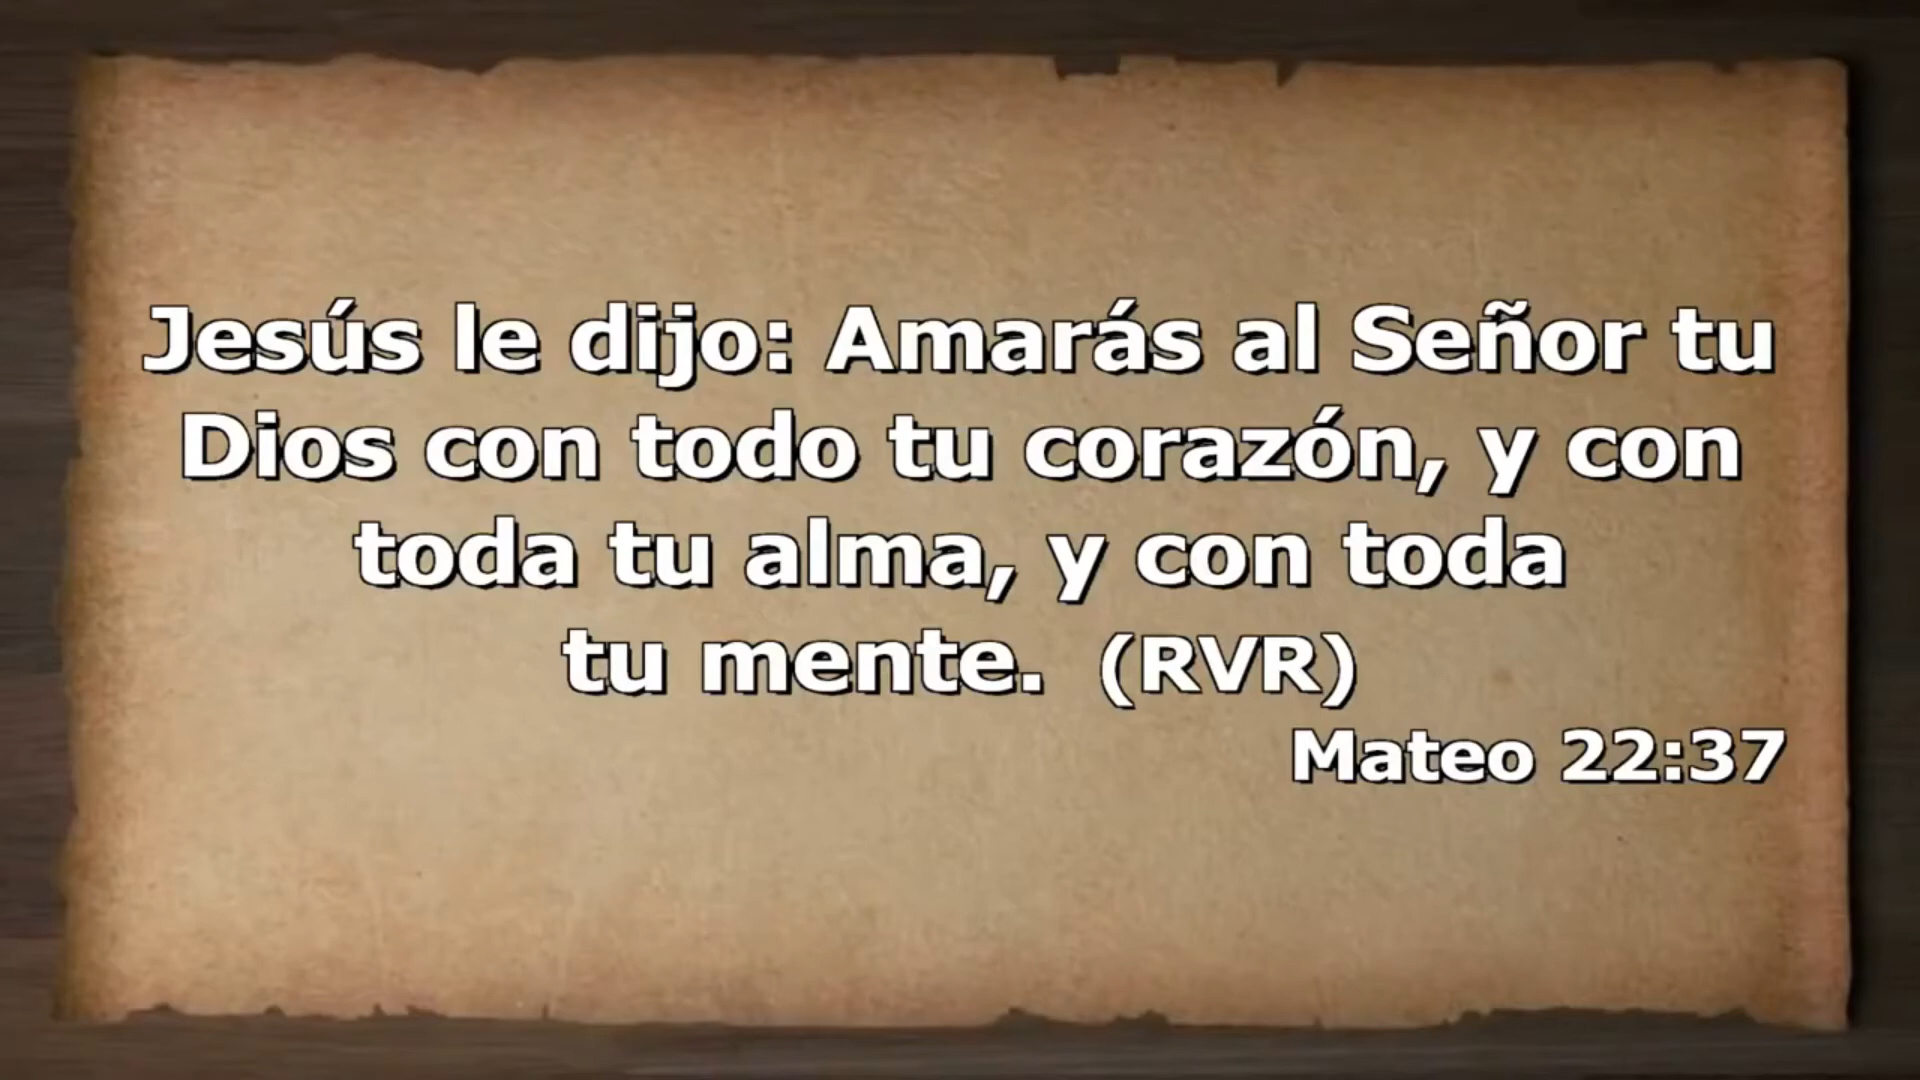 Jesús le dijo: Amarás al Señor tu
Dios con todo tu corazón, y con
toda tu alma, y con toda
tu mente. (RVR)
Mateo 22:37